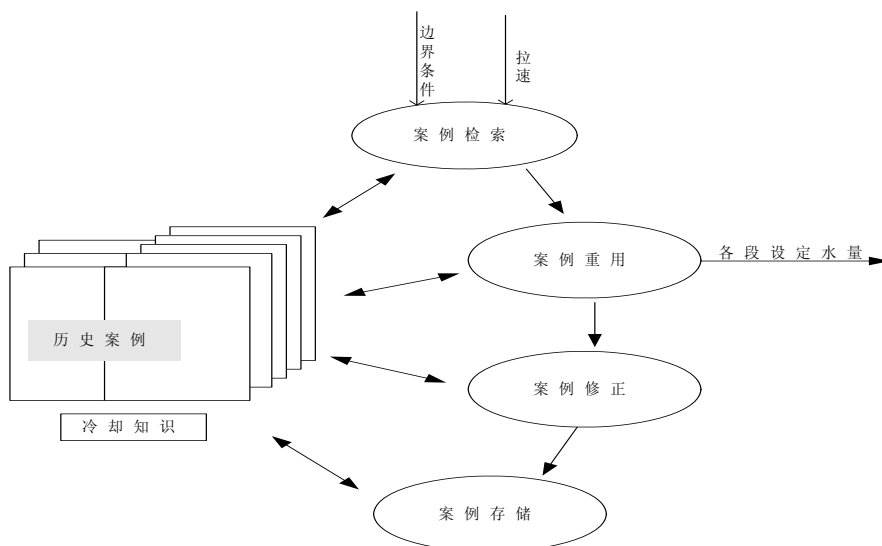 边界条件
拉速
案例检索
案例重用
各段设定水量
历史案例
案例修正
冷却知识
案例存储